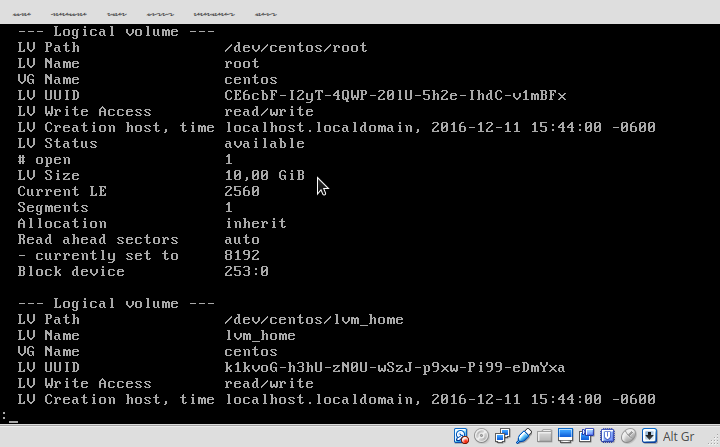 --- Logical volume ---
LV Path                /dev/centos/root
LV Name                root
VG Name                centos
LV UUID                CE6cbF-I2yT-4QWP-20lU-5h2e-IhdC-v1mBFx
LV Write Access        read/write
LV Creation host, time localhost.localdomain, 2016-12-11 15:44:00 -0600
LV Status              available
# open                 1
LV Size                10,00 GiB
Current LE             2560
Segments               1
Allocation             inherit
Read ahead sectors     auto
- currently set to     8192
Block device           253:0
--- Logical volume ---
LV Path                /dev/centos/lvm_home
LV Name                lvm_home
VG Name                centos
LV UUID                k1kvoG-h3hU-zN0U-wSzJ-p9xw-Pi99-eDmYxa
LV Write Access        read/write
LV Creation host, time localhost.localdomain, 2016-12-11 15:44:00 -0600
:_
Alt Gr